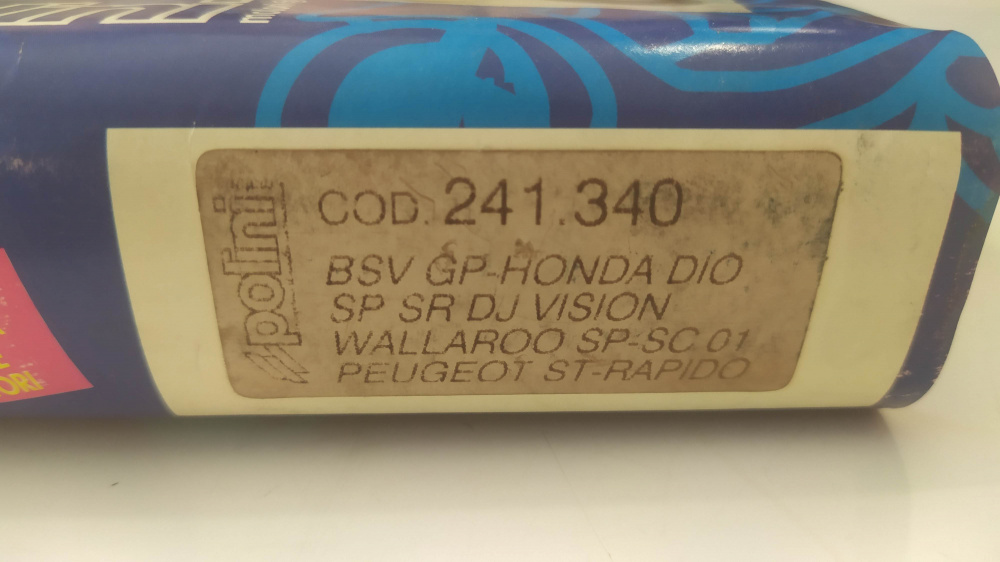 polini
COD. 241.340
BSV GP-HONDA DIO
SP SR DJ VISION
WALLAROO SP-SC 01
PEUGEOT ST-RAPIDO
ORI